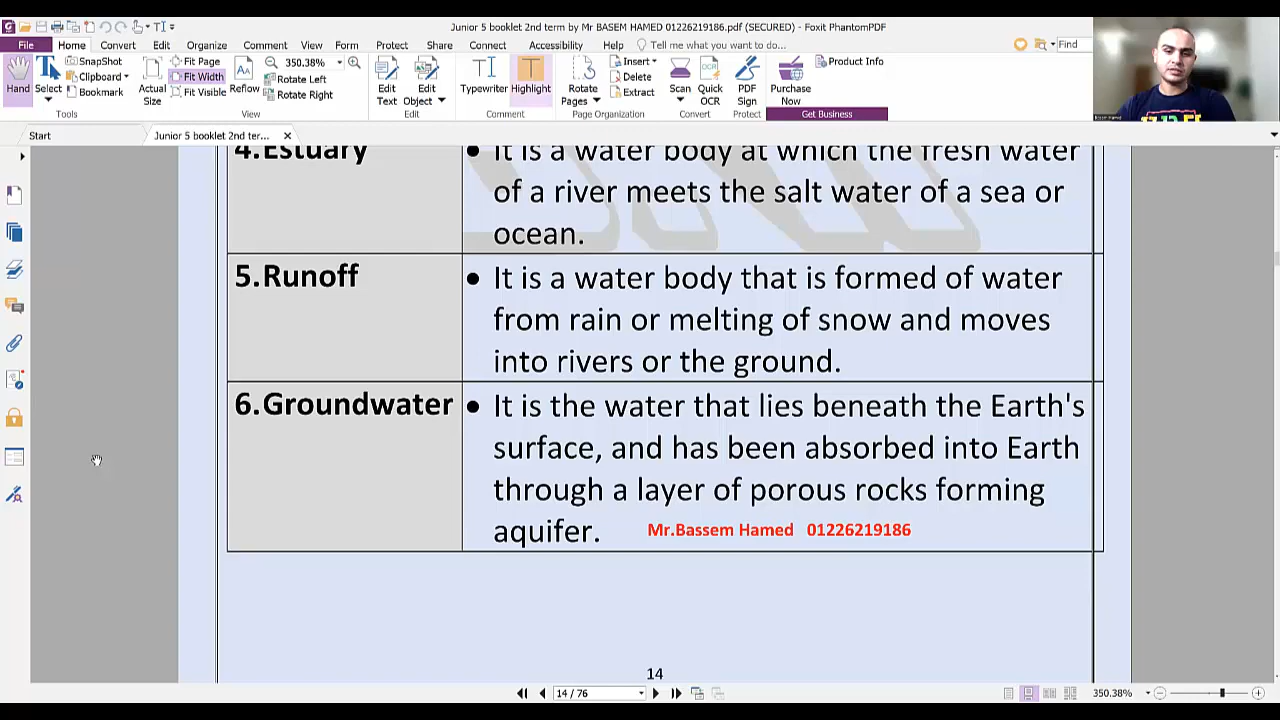 Junior 5 booklet 2nd term by Mr BASEM HAMED 01226219186.pdf (SECURED) - Foxit PhantomPDF
File Home Convert Edit Organize Comment View Form Protect Share Connect Accessibility Help Tell me what you want to do... Find
SnapShot
Clipboard
Bookmark
Hand
Select
Tools
Actual Size
Fit Page
Fit Width
Fit Visible
Reflow
350.38%
Rotate Left
Rotate Right
View
Edit Text
Edit Object
Edit
Typewriter
Highlight
Comment
Rotate Pages
Insert
Delete
Extract
Page Organization
Scan
Quick OCR
Convert
PDF Sign
Protect
Purchase Now
Product Info
Get Business
Start
Junior 5 booklet 2nd ter...
4.Estuary
• It is a water body at which the fresh water
of a river meets the salt water of a sea or
ocean.
5.Runoff
• It is a water body that is formed of water
from rain or melting of snow and moves
into rivers or the ground.
6.Groundwater
• It is the water that lies beneath the Earth's
surface, and has been absorbed into Earth
through a layer of porous rocks forming
aquifer.
Mr.Bassem Hamed 01226219186
14
14 / 76
350.38%